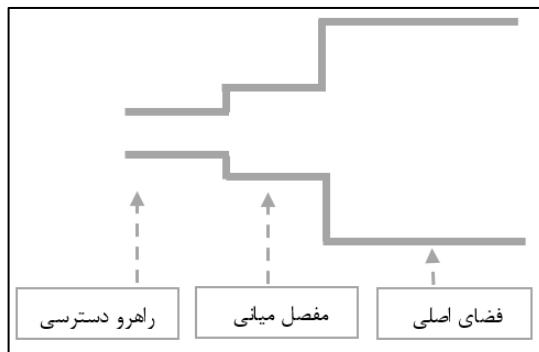 فضای اصلی
مفصل میانی
راهرو دسترسی